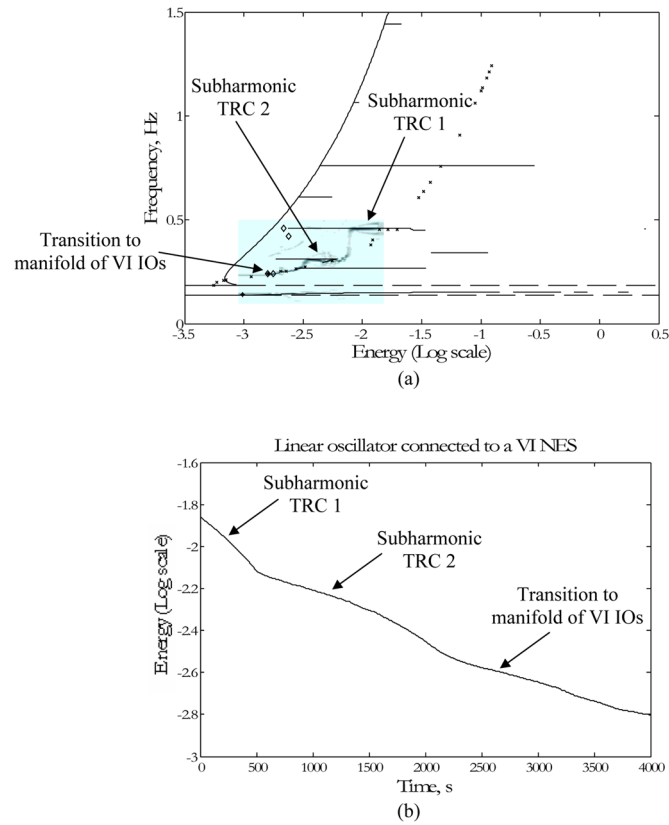 1.5
Subharmonic
TRC 2
Subharmonic
TRC 1
1
Frequency, Hz
0.5
Transition to
manifold of VI IOs
0
-3.5 -3 -2.5 -2 -1.5 -1 -0.5 0 0.5
Energy (Log scale)
(a)
Linear oscillator connected to a VI NES
-1.6
Subharmonic
TRC 1
-1.8
-2
Subharmonic
TRC 2
-2.2
Energy (Log scale)
Transition to
manifold of VI IOs
-2.4
-2.6
-2.8
-3
0 500 1000 1500 2000 2500 3000 3500 4000
Time, s
(b)